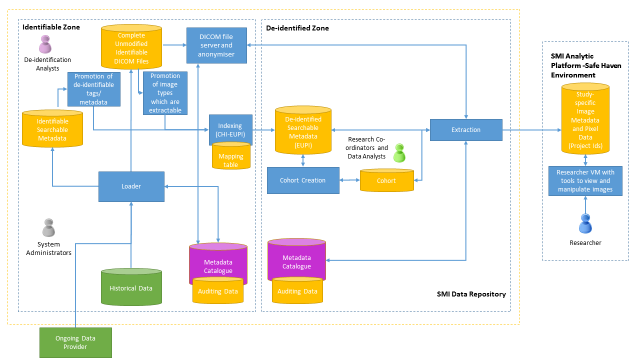 Identifiable Zone
De-identified Zone
Complete
Unmodified
Identifiable
DICOM Files
DICOM file
server and
anonymiser
De-identification
Analysts
Promotion of
de-identifiable
tags/
metadata
Promotion
of image
types
which are
extractable
Identifiable
Searchable
Metadata
Indexing
(CHI-EUPI)
Mapping
table
De-identified
Searchable
Metadata
(EUPI)
Research Co-
ordinators and
Data Analysts
Extraction
SMI Analytic
Platform -Safe Haven
Environment
Study-
specific
Image
Metadata
and Pixel
Data
(Project Ids)
Loader
Cohort Creation
Cohort
Researcher VM with
tools to view and
manipulate images
System
Administrators
Researcher
Historical Data
Metadata
Catalogue
Auditing Data
Metadata
Catalogue
Auditing Data
SMI Data Repository
Ongoing Data
Provider